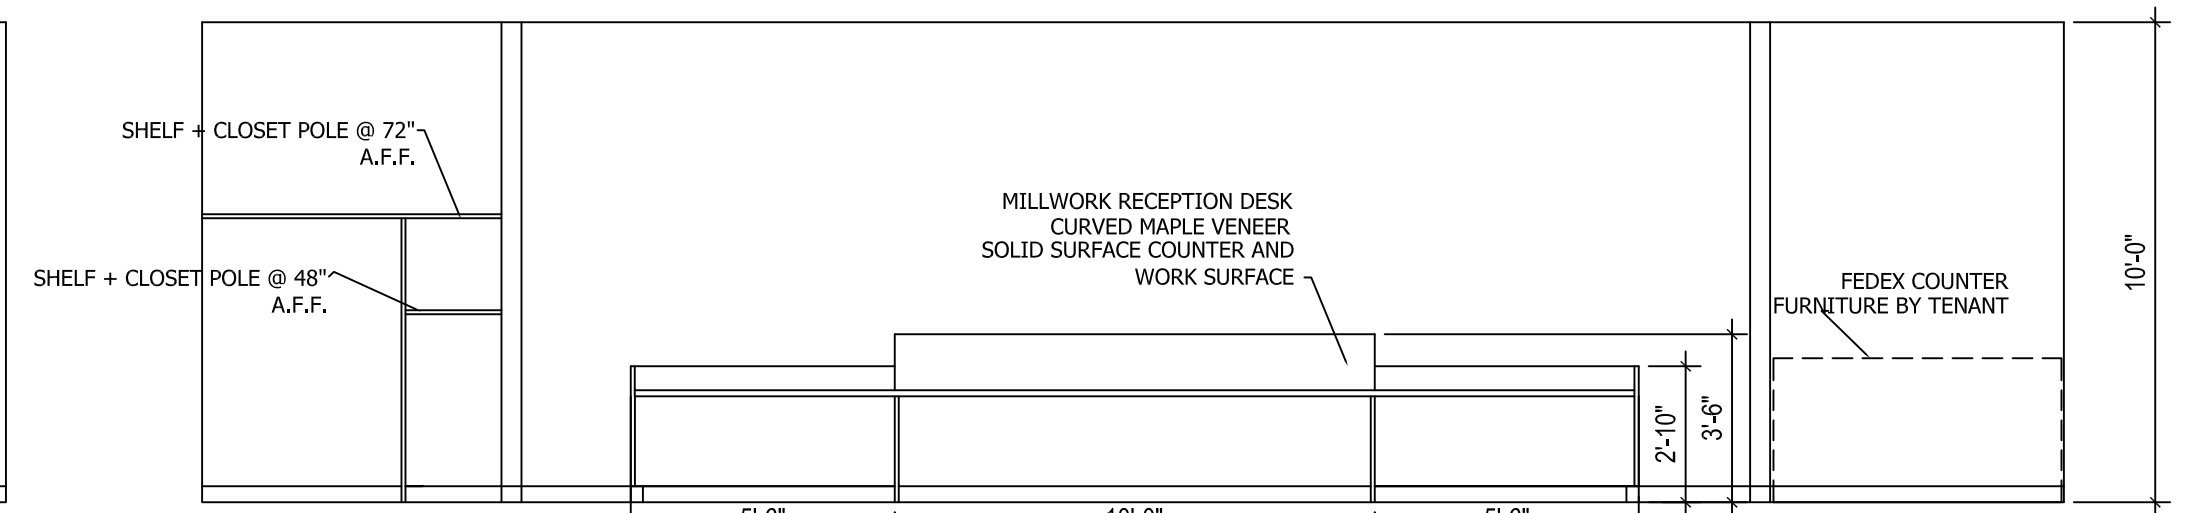 SHELF + CLOSET POLE @ 72"
A.F.F.
SHELF + CLOSET POLE @ 48"
A.F.F.
MILLWORK RECEPTION DESK
CURVED MAPLE VENEER
SOLID SURFACE COUNTER AND
WORK SURFACE
FEDEX COUNTER
FURNITURE BY TENANT
2'-10"
3'-6"
10'-0"